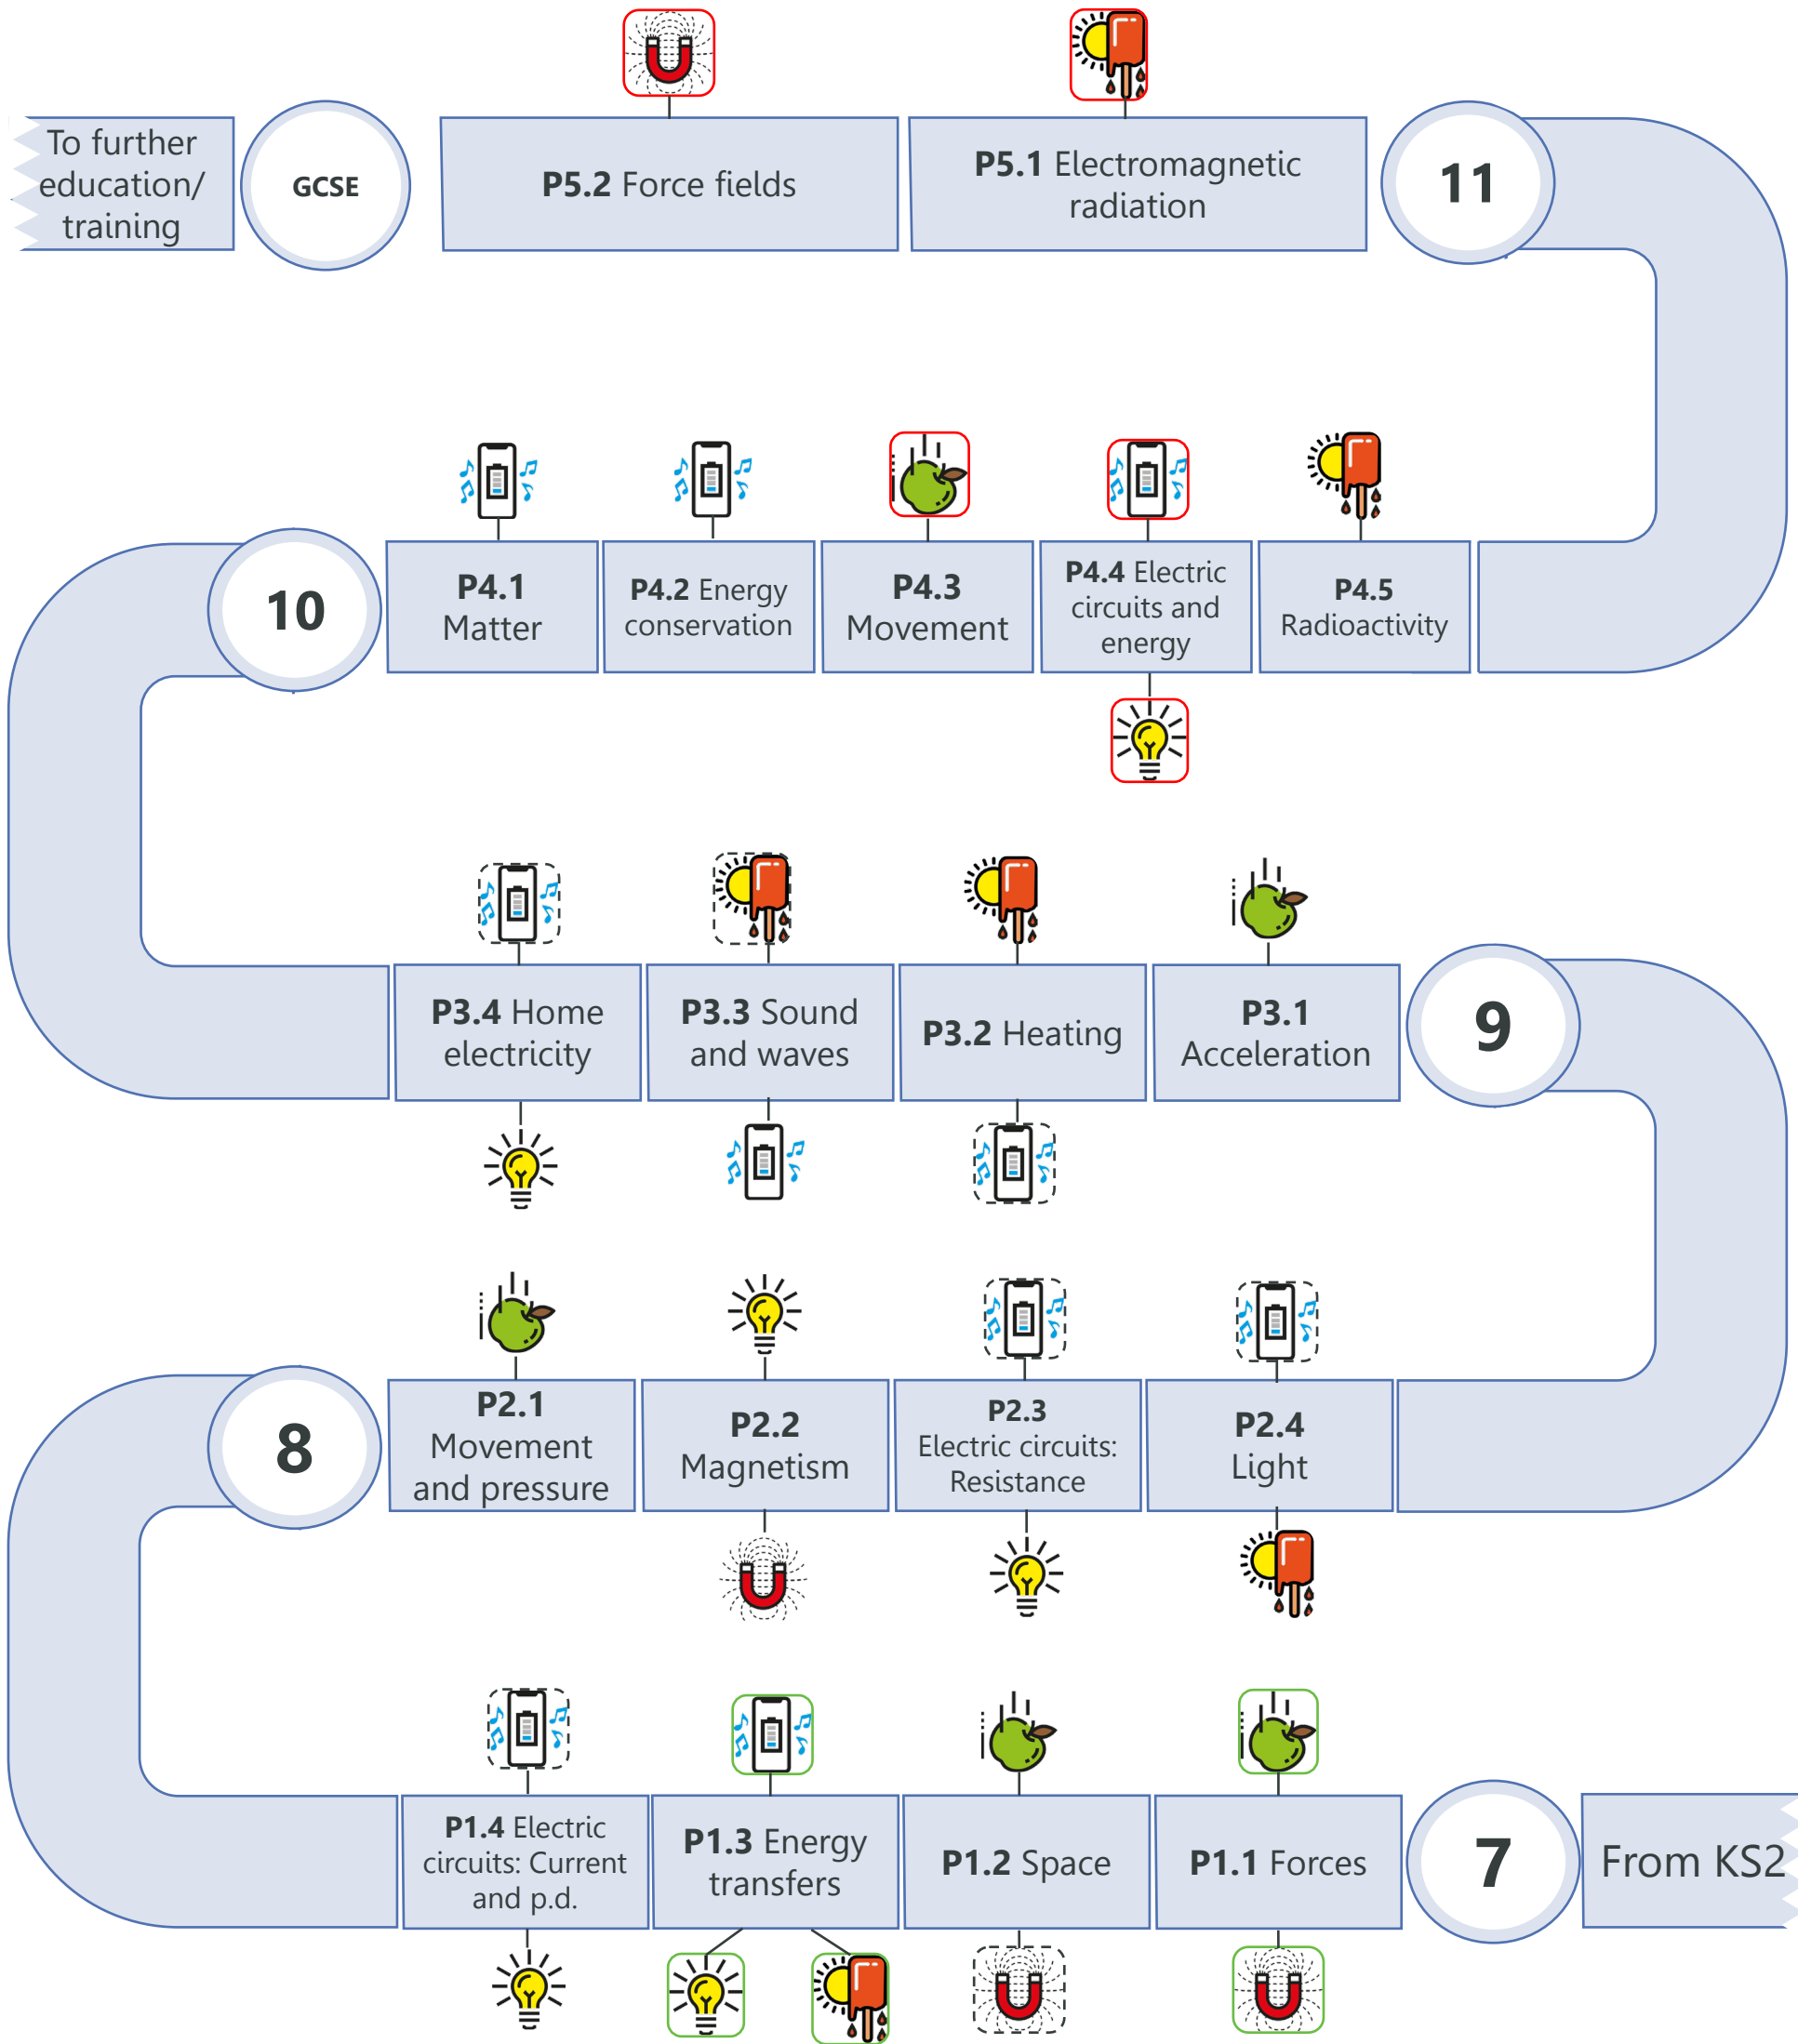 To further
education/
training
GCSE
P5.2 Force fields
P5.1 Electromagnetic
radiation
11
10
P4.1
Matter
P4.2 Energy
conservation
P4.3
Movement
P4.4 Electric
circuits and
energy
P4.5
Radioactivity
P3.4 Home
electricity
P3.3 Sound
and waves
P3.2 Heating
P3.1
Acceleration
9
8
P2.1
Movement
and pressure
P2.2
Magnetism
P2.3
Electric circuits:
Resistance
P2.4
Light
P1.4 Electric
circuits: Current
and p.d.
P1.3 Energy
transfers
P1.2 Space
P1.1 Forces
7
From KS2